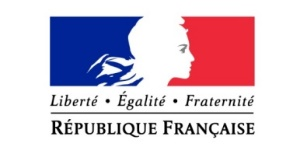 Liberté • Égalité • Fraternité
RÉPUBLIQUE FRANÇAISE